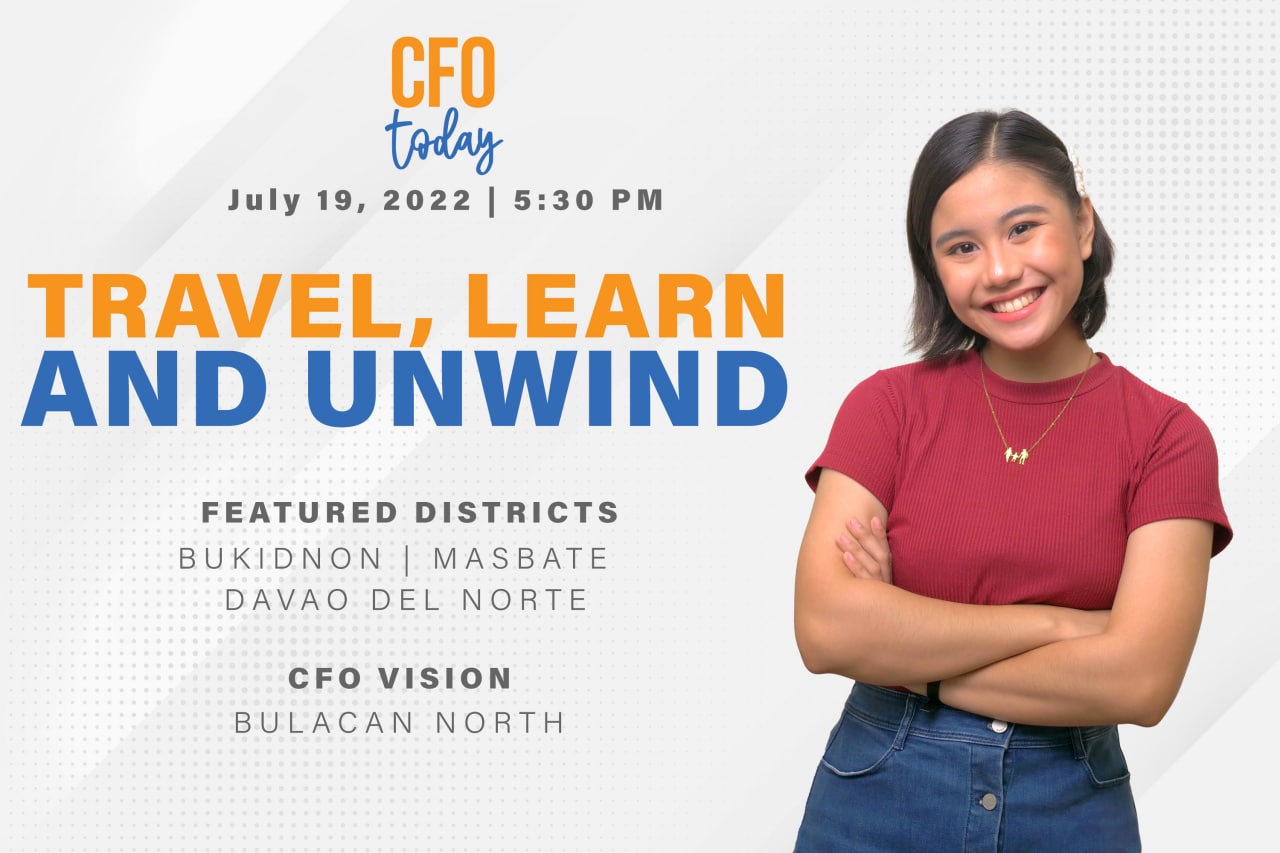 CFO
today
July 19, 2022 | 5:30 PM
TRAVEL, LEARN
AND UNWIND
FEATURED DISTRICTS
BUKIDNON | MASBATE
DAVAO DEL NORTE
CFO VISION
BULACAN NORTH